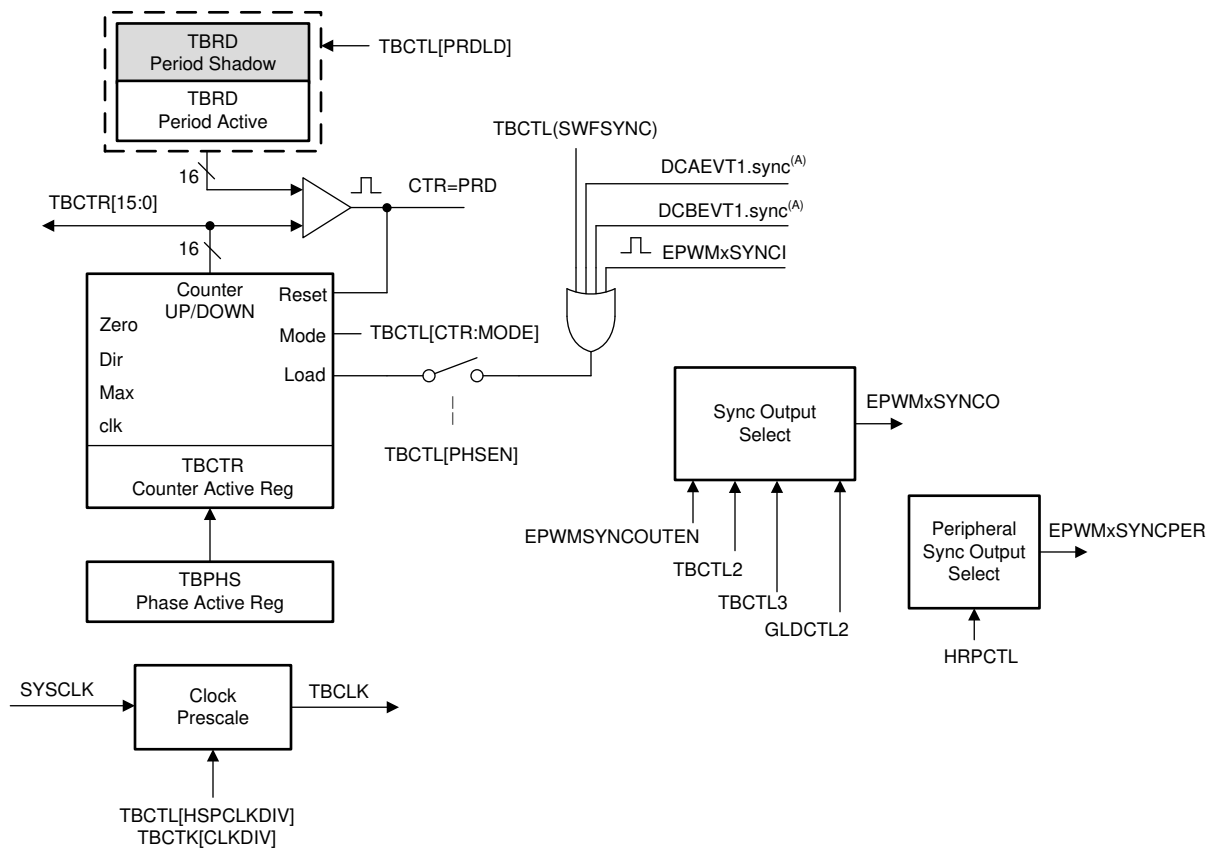 TBRD
Period Shadow
TBCTL[PRDLD]
TBRD
Period Active
TBCTL(SWFSYNC)
16
DCAEVT1.sync(A)
CTR=PRD
TBCTR[15:0]
DCBEVT1.sync(A)
16
EPWMxSYNCI
Counter
UP/DOWN
Reset
Zero
Mode
TBCTL[CTR:MODE]
Dir
Load
Max
clk
TBCTL[PHSEN]
TBCTR
Counter Active Reg
Sync Output
Select
EPWMxSYNCO
EPWMSYNCOUTEN
TBCTL2
TBCTL3
GLDCTL2
Peripheral
Sync Output
Select
EPWMxSYNCPER
HRPCTL
TBPHS
Phase Active Reg
SYSCLK
Clock
Prescale
TBCLK
TBCTL[HSPCLKDIV]
TBCTK[CLKDIV]